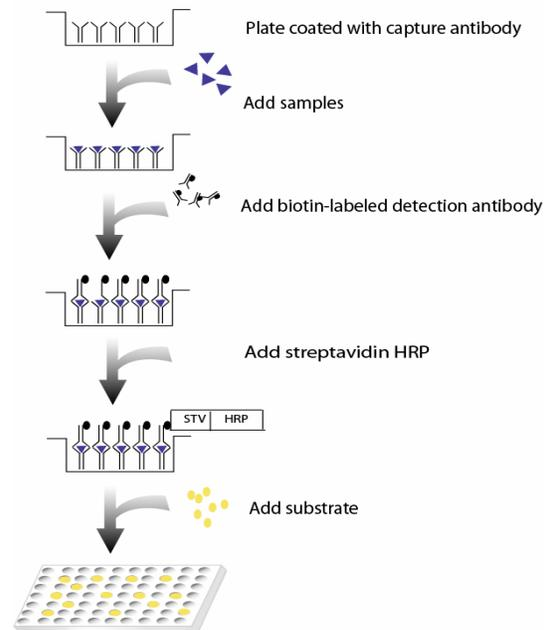 Plate coated with capture antibody
Add samples
Add biotin-labeled detection antibody
Add streptavidin HRP
STV HRP
Add substrate